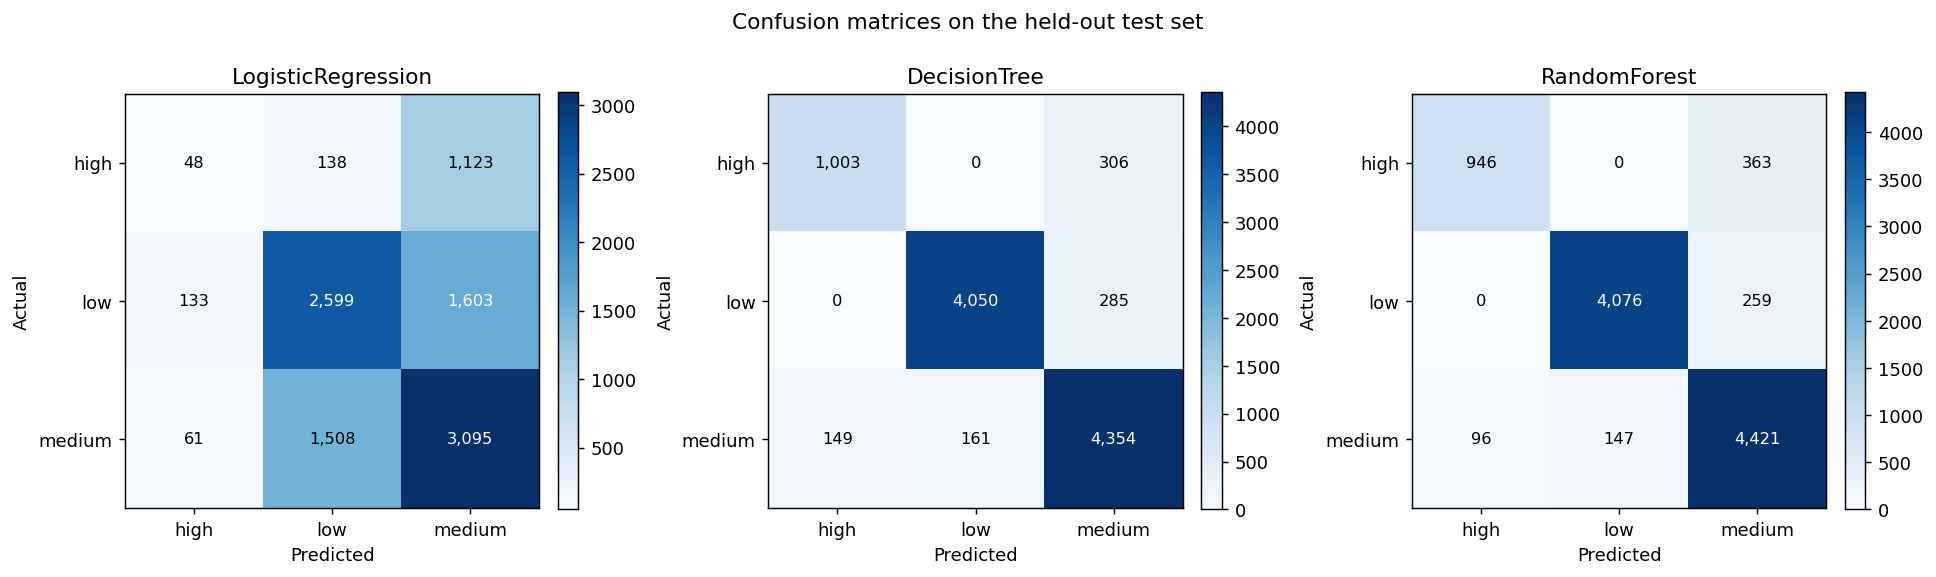 Confusion matrices on the held-out test set
LogisticRegression
high 48 138 1,123
low 133 2,599 1,603
medium 61 1,508 3,095
high low medium
Predicted
Actual
3000
2500
2000
1500
1000
500
DecisionTree
high 1,003 0 306
low 0 4,050 285
medium 149 161 4,354
high low medium
Predicted
Actual
4000
3500
3000
2500
2000
1500
1000
500
0
RandomForest
high 946 0 363
low 0 4,076 259
medium 96 147 4,421
high low medium
Predicted
Actual
4000
3500
3000
2500
2000
1500
1000
500
0